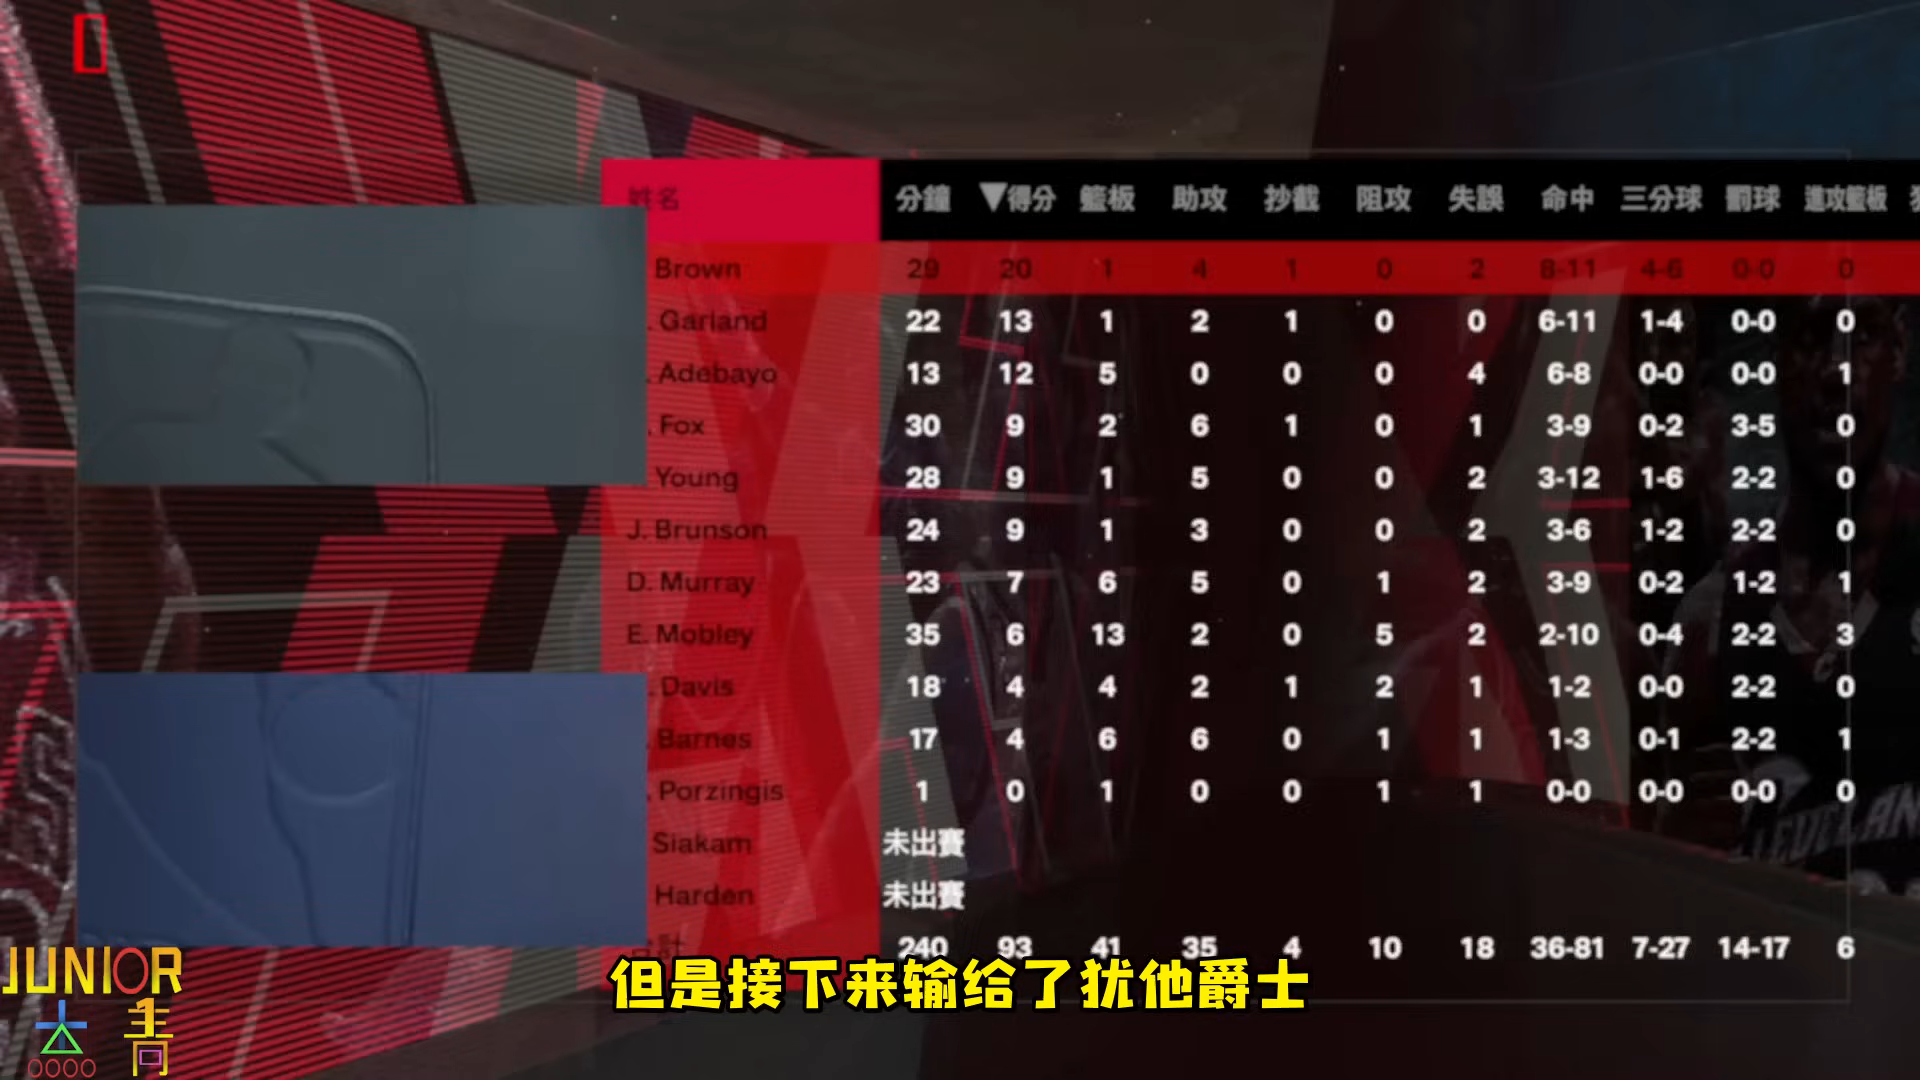 姓名 分鐘 ▼得分 籃板 助攻 抄截 阻攻 失誤 命中 三分球 罰球 進攻籃板
Brown 29 20 1 4 1 0 2 8-11 4-6 0-0 0
. Garland 22 13 1 2 1 0 0 6-11 1-4 0-0 0
. Adebayo 13 12 5 0 0 0 4 6-8 0-0 0-0 1
. Fox 30 9 2 6 1 0 1 3-9 0-2 3-5 0
Young 28 9 1 5 0 0 2 3-12 1-6 2-2 0
J. Brunson 24 9 1 3 0 0 2 3-6 1-2 2-2 0
D. Murray 23 7 6 5 0 1 2 3-9 0-2 1-2 1
E. Mobley 35 6 13 2 0 5 2 2-10 0-4 2-2 3
. Davis 18 4 4 2 1 2 1 1-2 0-0 2-2 0
. Barnes 17 4 6 6 0 1 1 1-3 0-1 2-2 1
. Porzingis 1 0 1 0 0 1 1 0-0 0-0 0-0 0
Siakam 未出賽
Harden 未出賽
合計 240 93 41 35 4 10 18 36-81 7-27 14-17 6
但是接下来输给了犹他爵士
JUNIOR